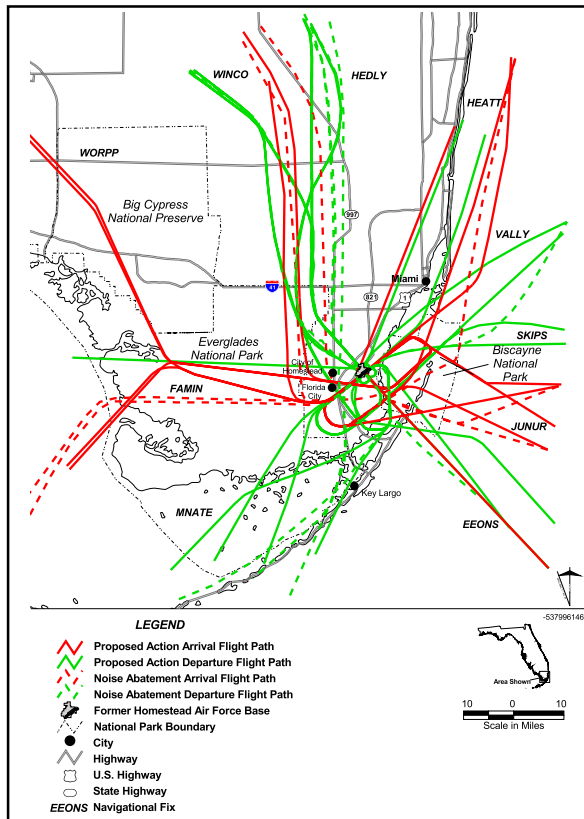 WINCO
HEDLY
HEATT
WORPP
Big Cypress
National Preserve
997
VALLY
Miami
41
821
1
SKIPS
Everglades
National Park
Biscayne
National
Park
City of
Homestead
FAMIN
Florida
City
JUNUR
Key Largo
MNATE
EEONS
-537996146
LEGEND
Proposed Action Arrival Flight Path
Proposed Action Departure Flight Path
Noise Abatement Arrival Flight Path
Noise Abatement Departure Flight Path
Former Homestead Air Force Base
National Park Boundary
City
Highway
U.S. Highway
State Highway
EEONS Navigational Fix
Area Shown
10 0 10
Scale in Miles